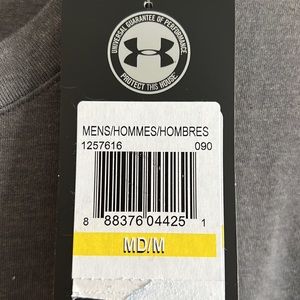 UNIVERSAL GUARANTEE OF PERFORMANCE
PROTECT THIS HOUSE
MENS/HOMMES/HOMBRES
1257616 090
8 88376 04425 1
MD/M